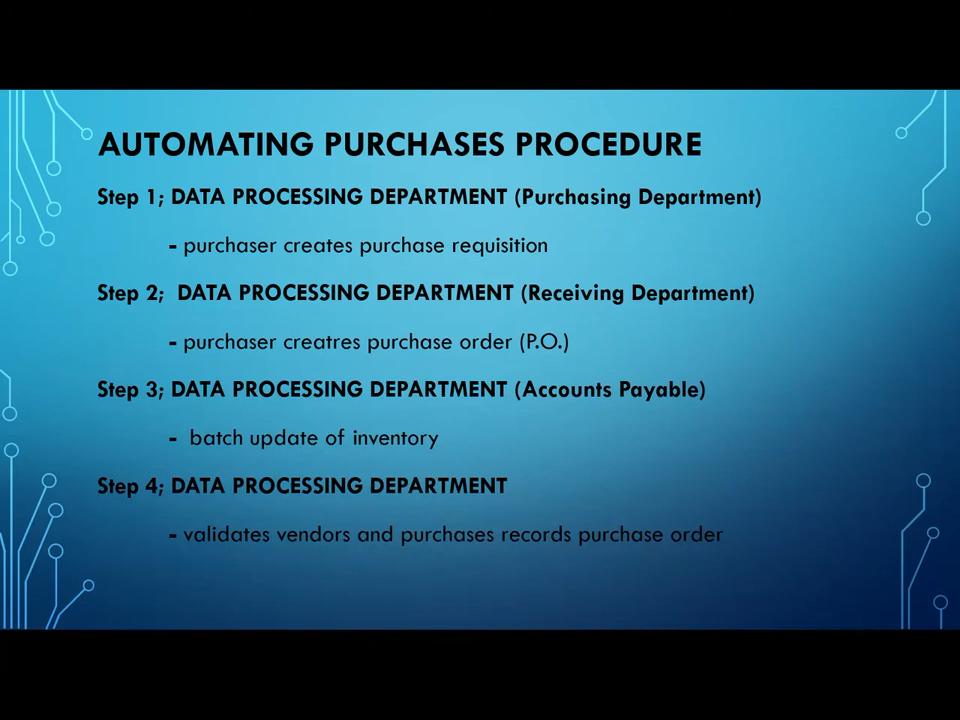 AUTOMATING PURCHASES PROCEDURE
Step 1; DATA PROCESSING DEPARTMENT (Purchasing Department)
- purchaser creates purchase requisition
Step 2; DATA PROCESSING DEPARTMENT (Receiving Department)
- purchaser creatres purchase order (P.O.)
Step 3; DATA PROCESSING DEPARTMENT (Accounts Payable)
- batch update of inventory
Step 4; DATA PROCESSING DEPARTMENT
- validates vendors and purchases records purchase order